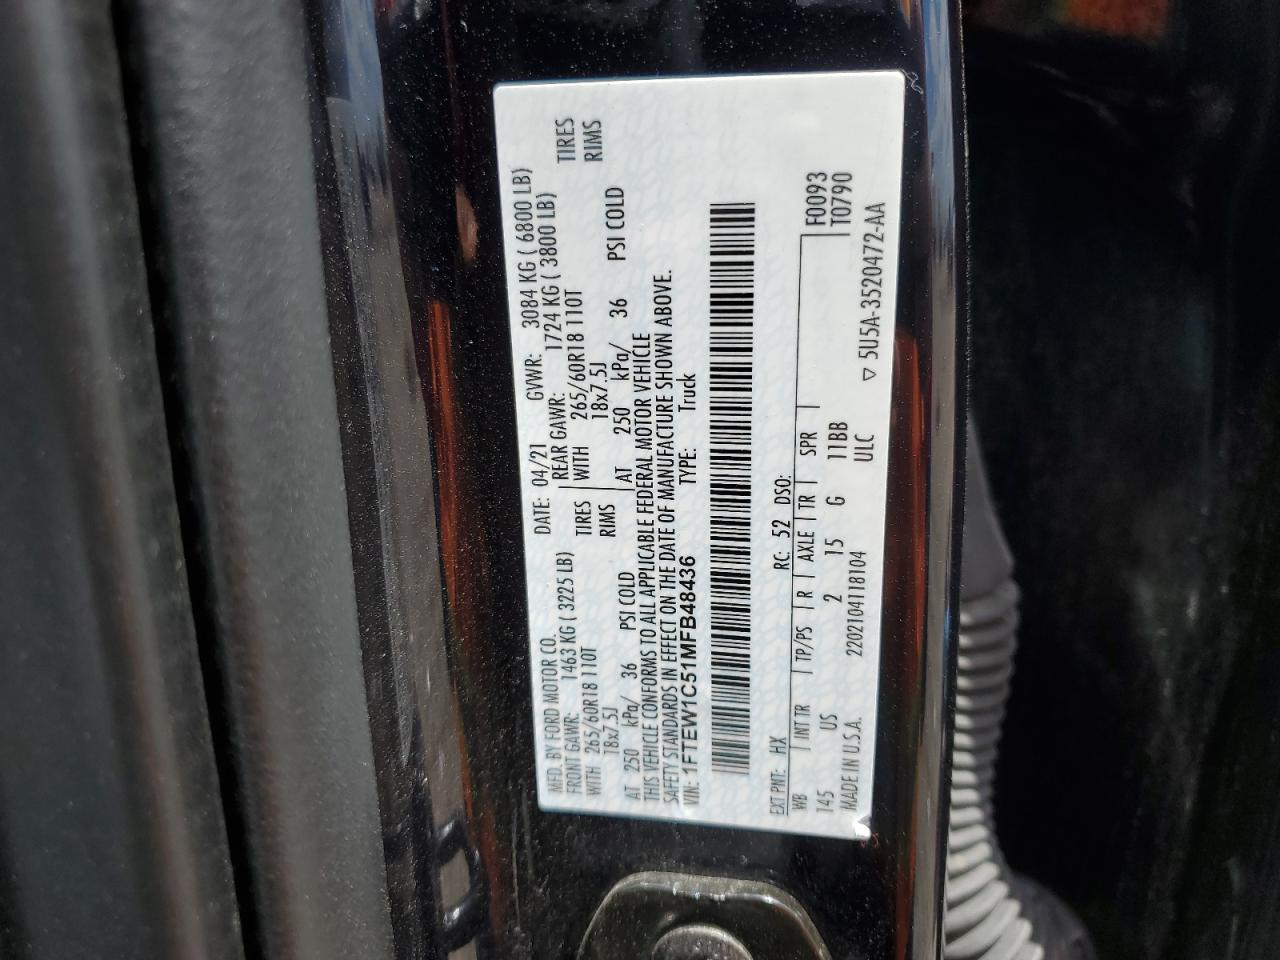 MFD. BY FORD MOTOR CO. DATE: 04/21 GVWR: 3084 KG ( 6800 LB)
FRONT GAWR: 1463 KG ( 3225 LB) REAR GAWR: 1724 KG ( 3800 LB)
WITH 265/60R18 110T TIRES WITH 265/60R18 110T TIRES
18x7.5J RIMS 18x7.5J RIMS
AT 250 kPa/ 36 PSI COLD AT 250 kPa/ 36 PSI COLD
THIS VEHICLE CONFORMS TO ALL APPLICABLE FEDERAL MOTOR VEHICLE
SAFETY STANDARDS IN EFFECT ON THE DATE OF MANUFACTURE SHOWN ABOVE.
VIN: 1FTEW1C51MFB48436 TYPE: Truck
EXT PNT: HX RC: 52 DSO:
WB INT TR TP/PS R AXLE TR SPR F0093
145 US 2 15 G 11BB T0790
MADE IN U.S.A. 2202104118104 ULC ▽ 5U5A-3520472-AA